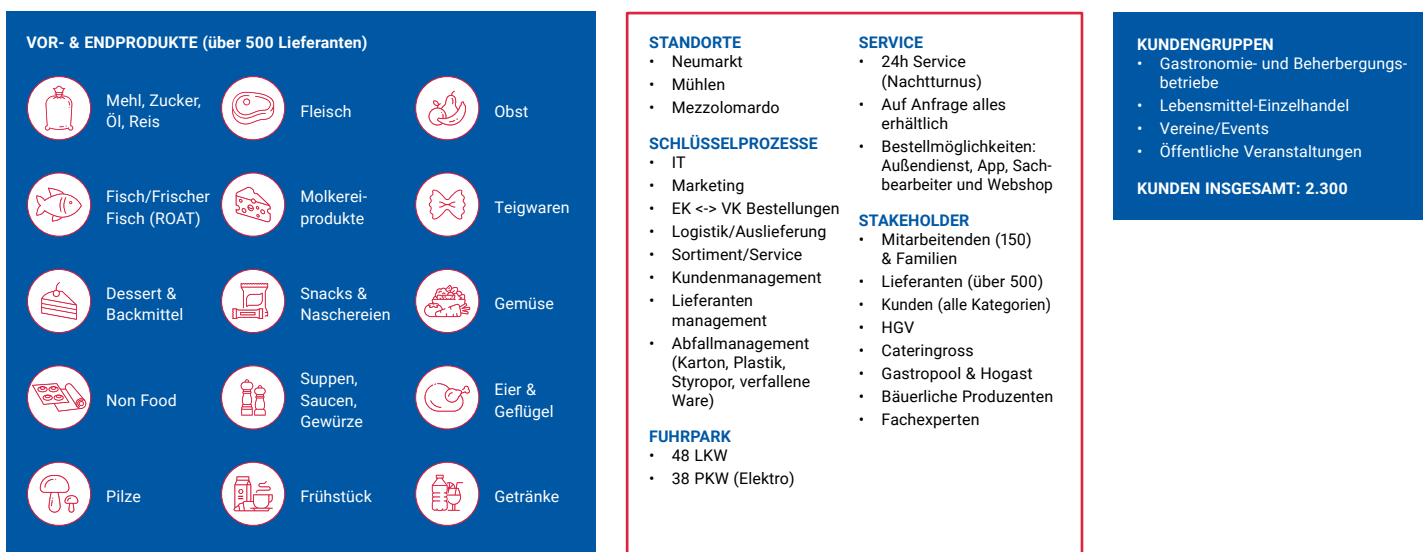 VOR- & ENDPRODUKTE (über 500 Lieferanten)
Mehl, Zucker,
Öl, Reis
Fleisch
Obst
Fisch/Frischer
Fisch (ROAT)
Molkerei-
produkte
Teigwaren
Dessert &
Backmittel
Snacks &
Naschereien
Gemüse
Non Food
Suppen,
Saucen,
Gewürze
Eier &
Geflügel
Pilze
Frühstück
Getränke
STANDORTE
• Neumarkt
• Mühlen
• Mezzolomardo
SCHLÜSSELPROZESSE
• IT
• Marketing
• EK <-> VK Bestellungen
• Logistik/Auslieferung
• Sortiment/Service
• Kundenmanagement
• Lieferanten
management
• Abfallmanagement
(Karton, Plastik,
Styropor, verfallene
Ware)
FUHRPARK
• 48 LKW
• 38 PKW (Elektro)
SERVICE
• 24h Service
(Nachtturnus)
• Auf Anfrage alles
erhältlich
• Bestellmöglichkeiten:
Außendienst, App, Sach-
bearbeiter und Webshop
STAKEHOLDER
• Mitarbeitenden (150)
& Familien
• Lieferanten (über 500)
• Kunden (alle Kategorien)
• HGV
• Cateringross
• Gastropool & Hogast
• Bäuerliche Produzenten
• Fachexperten
KUNDENGRUPPEN
• Gastronomie- und Beherbergungs-
betriebe
• Lebensmittel-Einzelhandel
• Vereine/Events
• Öffentliche Veranstaltungen
KUNDEN INSGESAMT: 2.300